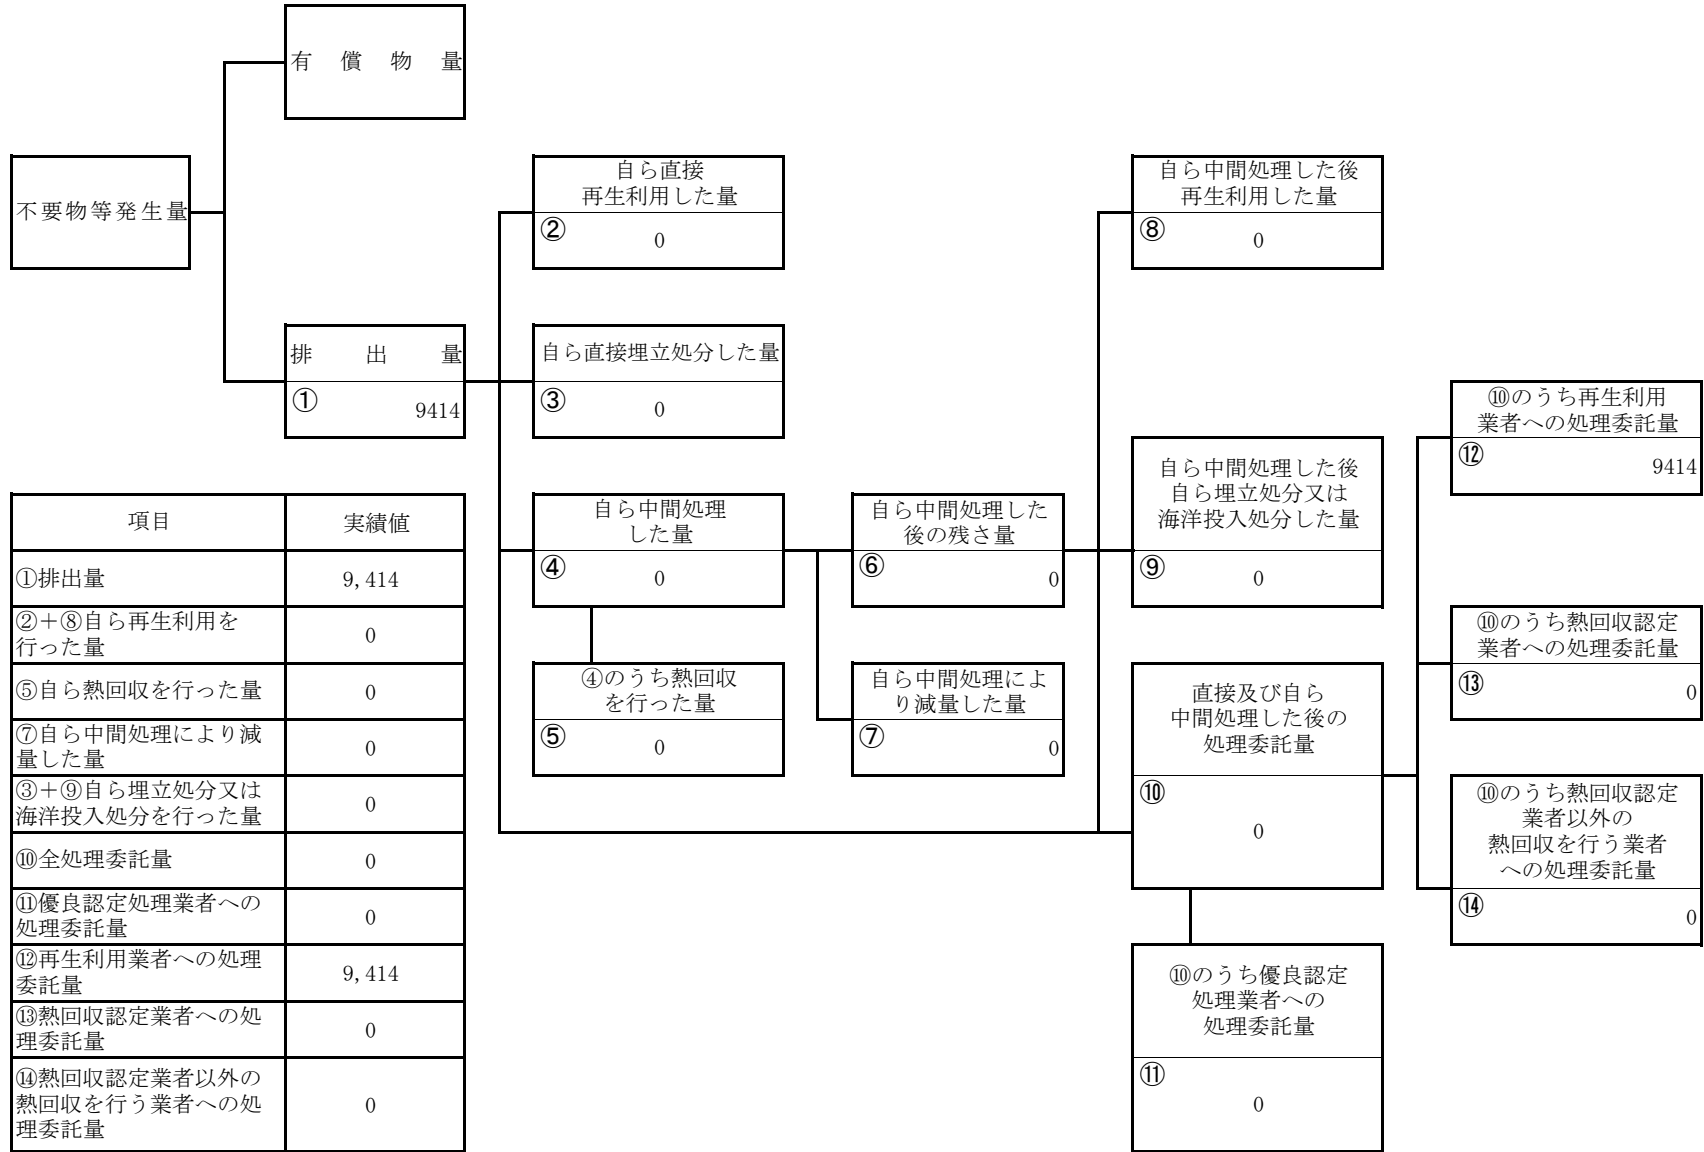 有償物量
不要物等発生量
排出量
①
9414
自ら直接
再生利用した量
②
0
自ら直接埋立処分した量
③
0
自ら中間処理
した量
④
0
④のうち熱回収
を行った量
⑤
0
自ら中間処理した
後の残さ量
⑥
0
自ら中間処理によ
り減量した量
⑦
0
自ら中間処理した後
再生利用した量
⑧
0
自ら中間処理した後
自ら埋立処分又は
海洋投入処分した量
⑨
0
直接及び自ら
中間処理した後の
処理委託量
⑩
0
⑩のうち優良認定
処理業者への
処理委託量
⑪
0
⑩のうち再生利用
業者への処理委託量
⑫
9414
⑩のうち熱回収認定
業者への処理委託量
⑬
0
⑩のうち熱回収認定
業者以外の
熱回収を行う業者
への処理委託量
⑭
0
項目 実績値
①排出量 9,414
②＋⑧自ら再生利用を
行った量 0
⑤自ら熱回収を行った量 0
⑦自ら中間処理により減
量した量 0
③＋⑨自ら埋立処分又は
海洋投入処分を行った量 0
⑩全処理委託量 0
⑪優良認定処理業者への
処理委託量 0
⑫再生利用業者への処理
委託量 9,414
⑬熱回収認定業者への処
理委託量 0
⑭熱回収認定業者以外の
熱回収を行う業者への処
理委託量 0